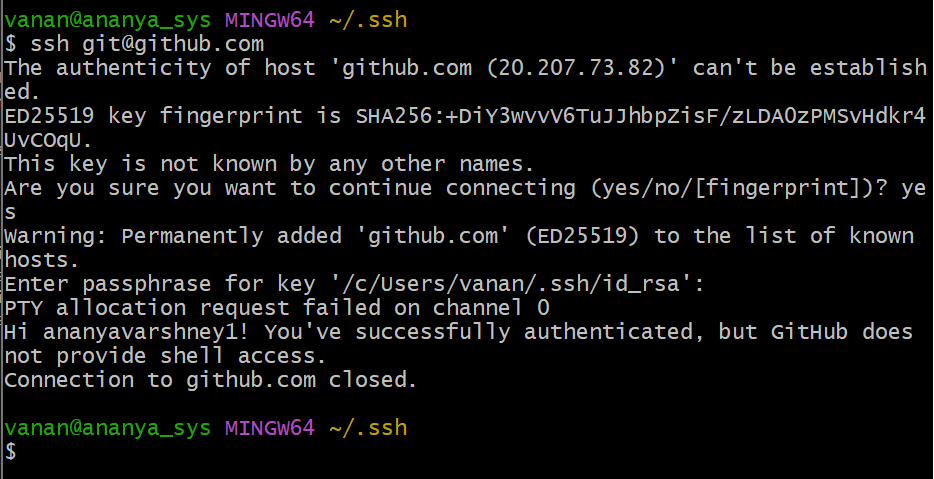 vanan@ananya_sys MINGW64 ~/.ssh
$ ssh git@github.com
The authenticity of host 'github.com (20.207.73.82)' can't be establish
ed.
ED25519 key fingerprint is SHA256:+DiY3wvvV6TuJJhbpZisF/zLDA0zPMSvHdkr4
UvCOqU.
This key is not known by any other names.
Are you sure you want to continue connecting (yes/no/[fingerprint])? ye
s
Warning: Permanently added 'github.com' (ED25519) to the list of known
hosts.
Enter passphrase for key '/c/Users/vanan/.ssh/id_rsa':
PTY allocation request failed on channel 0
Hi ananyavarshney1! You've successfully authenticated, but GitHub does
not provide shell access.
Connection to github.com closed.
vanan@ananya_sys MINGW64 ~/.ssh
$